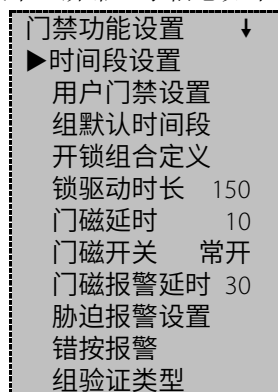 门禁功能设置 ↓
▶时间段设置
用户门禁设置
组默认时间段
开锁组合定义
锁驱动时长 150
门磁延时 10
门磁开关 常开
门磁报警延时 30
胁迫报警设置
错按报警
组验证类型